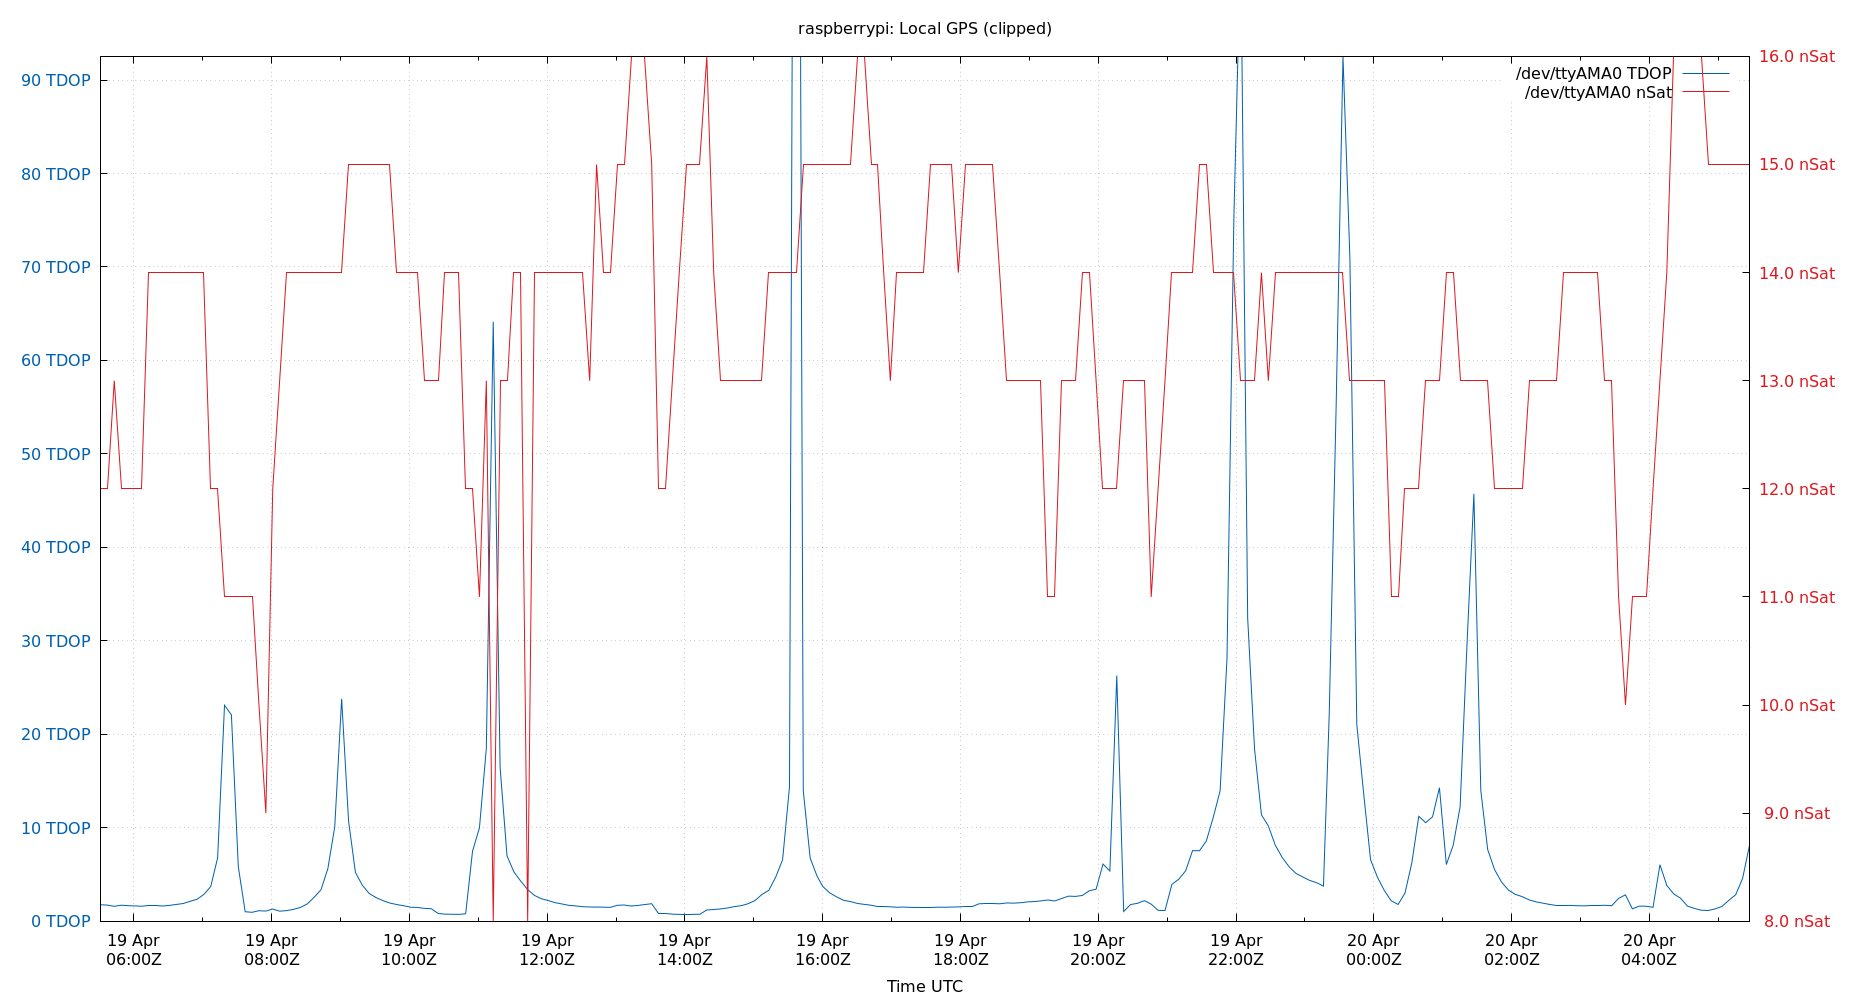 raspberrypi: Local GPS (clipped)
90 TDOP
80 TDOP
70 TDOP
60 TDOP
50 TDOP
40 TDOP
30 TDOP
20 TDOP
10 TDOP
0 TDOP
16.0 nSat
15.0 nSat
14.0 nSat
13.0 nSat
12.0 nSat
11.0 nSat
10.0 nSat
9.0 nSat
8.0 nSat
/dev/ttyAMA0 TDOP
/dev/ttyAMA0 nSat
19 Apr
06:00Z
19 Apr
08:00Z
19 Apr
10:00Z
19 Apr
12:00Z
19 Apr
14:00Z
19 Apr
16:00Z
19 Apr
18:00Z
19 Apr
20:00Z
19 Apr
22:00Z
20 Apr
00:00Z
20 Apr
02:00Z
20 Apr
04:00Z
Time UTC